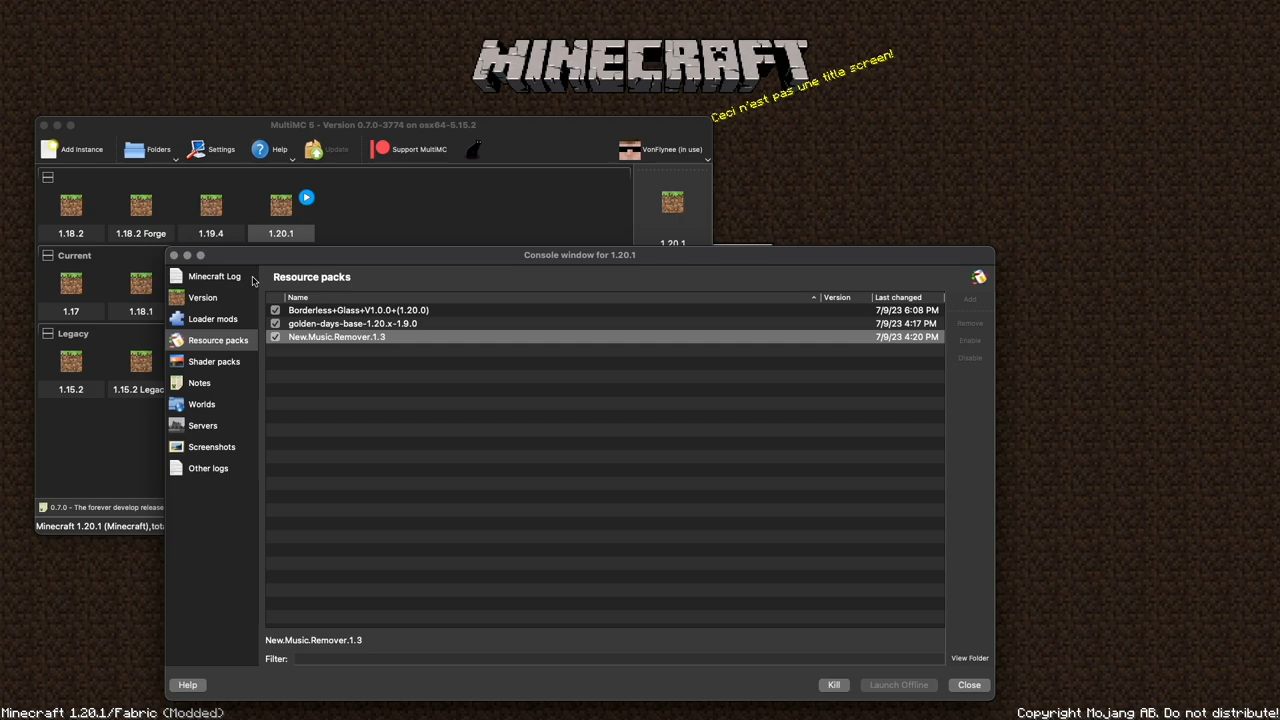 MINECRAFT
Ceci n'est pas une title screen!
MultiMC 5 - Version 0.7.0-3774 on osx64-5.15.2
Add Instance Folders Settings Help Update Support MultiMC VonFlynee (in use)
18.2 1.18.2 Forge 1.19.4 1.20.1
1.20.1
Current
1.17 1.18.1
Legacy
1.15.2 1.15.2 Legac
0.7.0 - The forever develop release
Minecraft 1.20.1 (Minecraft),tot
Console window for 1.20.1
Minecraft Log
Version
Loader mods
Resource packs
Shader packs
Notes
Worlds
Servers
Screenshots
Other logs
Resource packs
Name Version Last changed
Borderless+Glass+V1.0.0+(1.20.0) 7/9/23 6:08 PM
golden-days-base-1.20.x-1.9.0 7/9/23 4:17 PM
New.Music.Remover.1.3 7/9/23 4:20 PM
Add
Remove
Enable
Disable
New.Music.Remover.1.3
Filter:
View Folder
Help Kill Launch Offline Close
Minecraft 1.20.1/Fabric (Modded)
Copyright Mojang AB. Do not distribute!